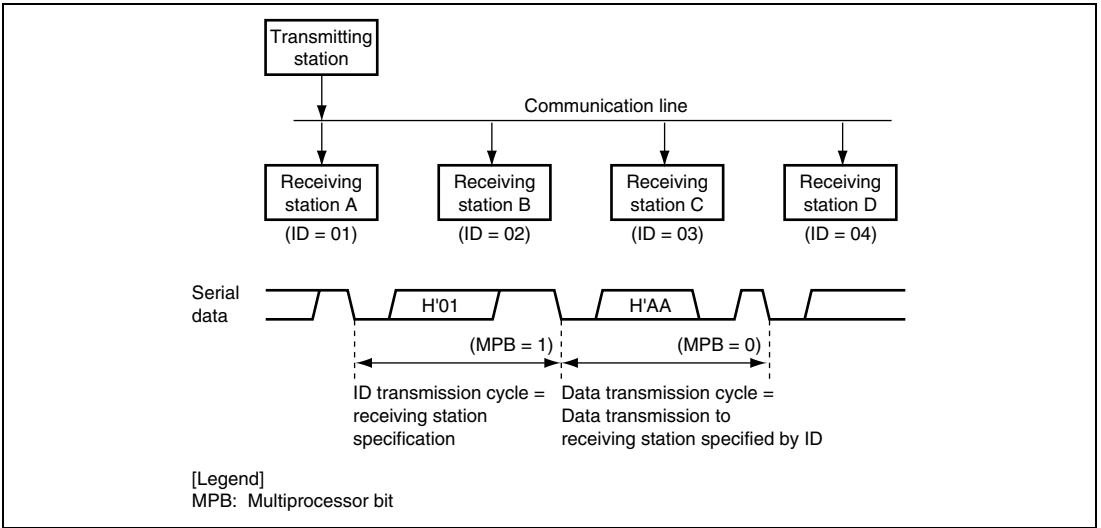 Transmitting
station
Communication line
Receiving
station A
(ID = 01)
Receiving
station B
(ID = 02)
Receiving
station C
(ID = 03)
Receiving
station D
(ID = 04)
Serial
data
H'01
H'AA
(MPB = 1)
(MPB = 0)
ID transmission cycle =
receiving station
specification
Data transmission cycle =
Data transmission to
receiving station specified by ID
[Legend]
MPB: Multiprocessor bit